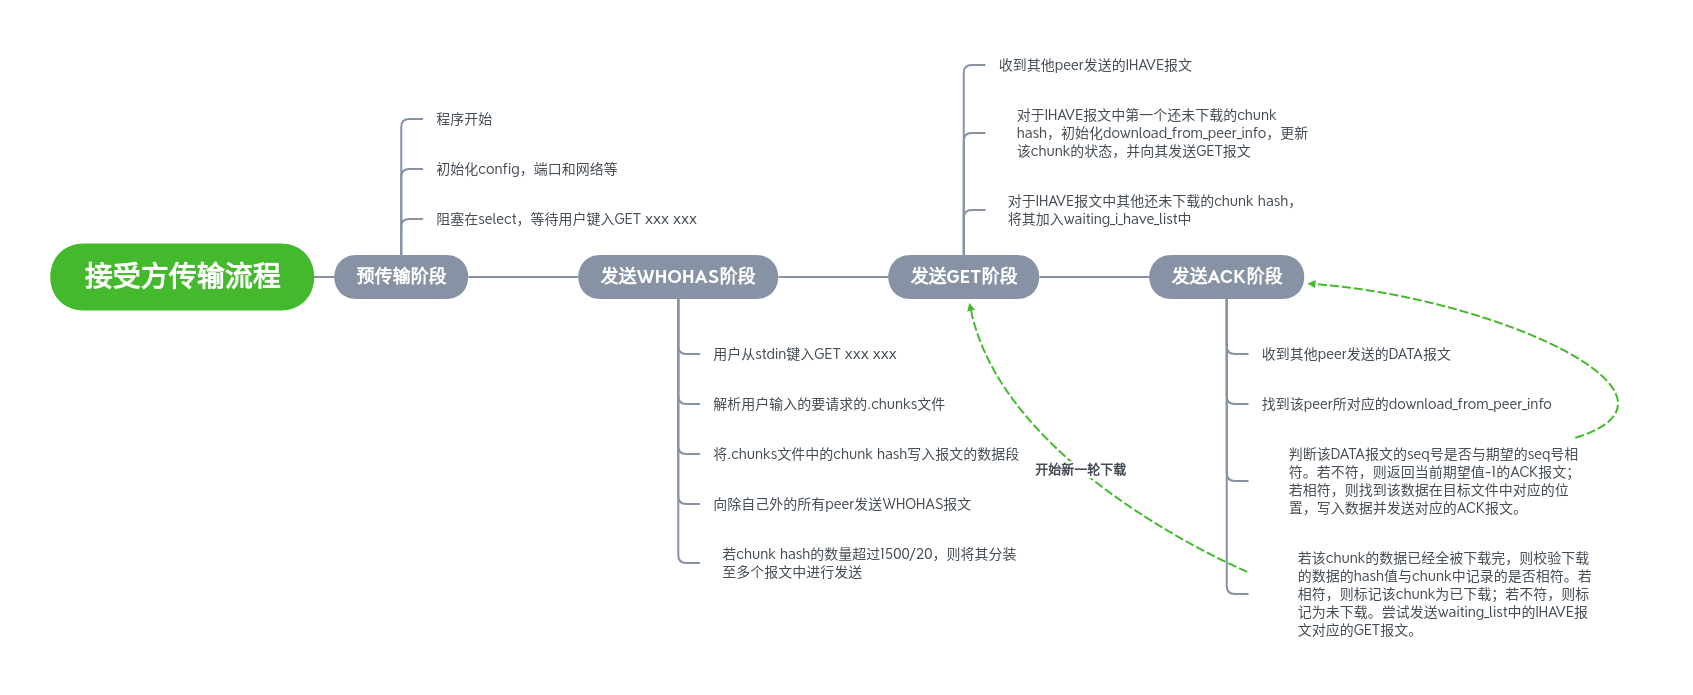 接受方传输流程
预传输阶段
程序开始
初始化config，端口和网络等
阻塞在select，等待用户键入GET xxx xxx
发送WHOHAS阶段
用户从stdin键入GET xxx xxx
解析用户输入的要请求的.chunks文件
将.chunks文件中的chunk hash写入报文的数据段
向除自己外的所有peer发送WHOHAS报文
若chunk hash的数量超过1500/20，则将其分装
至多个报文中进行发送
发送GET阶段
收到其他peer发送的IHAVE报文
对于IHAVE报文中第一个还未下载的chunk
hash，初始化download_from_peer_info，更新
该chunk的状态，并向其发送GET报文
对于IHAVE报文中其他还未下载的chunk hash，
将其加入waiting_i_have_list中
发送ACK阶段
收到其他peer发送的DATA报文
找到该peer所对应的download_from_peer_info
判断该DATA报文的seq号是否与期望的seq号相
符。若不符，则返回当前期望值-1的ACK报文；
若相符，则找到该数据在目标文件中对应的位
置，写入数据并发送对应的ACK报文。
若该chunk的数据已经全被下载完，则校验下载
的数据的hash值与chunk中记录的是否相符。若
相符，则标记该chunk为已下载；若不符，则标
记为未下载。尝试发送waiting_list中的IHAVE报
文对应的GET报文。
开始新一轮下载